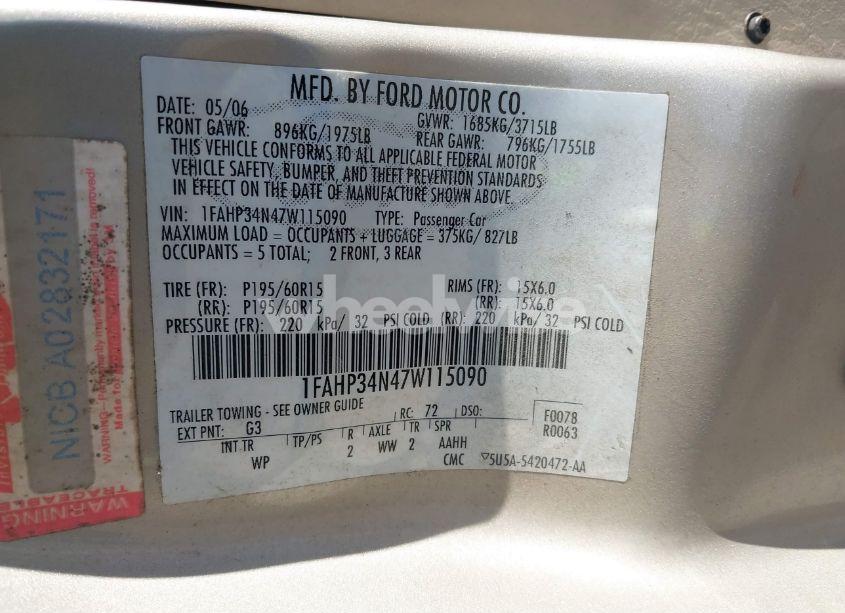 MFD. BY FORD MOTOR CO.
DATE: 05/06 GVWR: 1685KG/3715LB
FRONT GAWR: 896KG/1975LB REAR GAWR: 796KG/1755LB
THIS VEHICLE CONFORMS TO ALL APPLICABLE FEDERAL MOTOR
VEHICLE SAFETY, BUMPER, AND THEFT PREVENTION STANDARDS
IN EFFECT ON THE DATE OF MANUFACTURE SHOWN ABOVE.
VIN: 1FAHP34N47W115090 TYPE: Passenger Car
MAXIMUM LOAD = OCCUPANTS + LUGGAGE = 375KG/ 827LB
OCCUPANTS = 5 TOTAL; 2 FRONT, 3 REAR
TIRE (FR): P195/60R15 RIMS (FR): 15X6.0
(RR): P195/60R15 (RR): 15X6.0
PRESSURE (FR): 220 kPa/ 32 PSI COLD (RR): 220 kPa/ 32 PSI COLD
1FAHP34N47W115090
TRAILER TOWING - SEE OWNER GUIDE
EXT PNT: G3 RC: 72 DSO: F0078
R0063
INT TR TP/PS R AXLE TR SPR
WP 2 WW 2 AAHH
CMC 5U5A-5420472-AA
NICB A02832171
WARNING
TRACEABLE
wheelwire